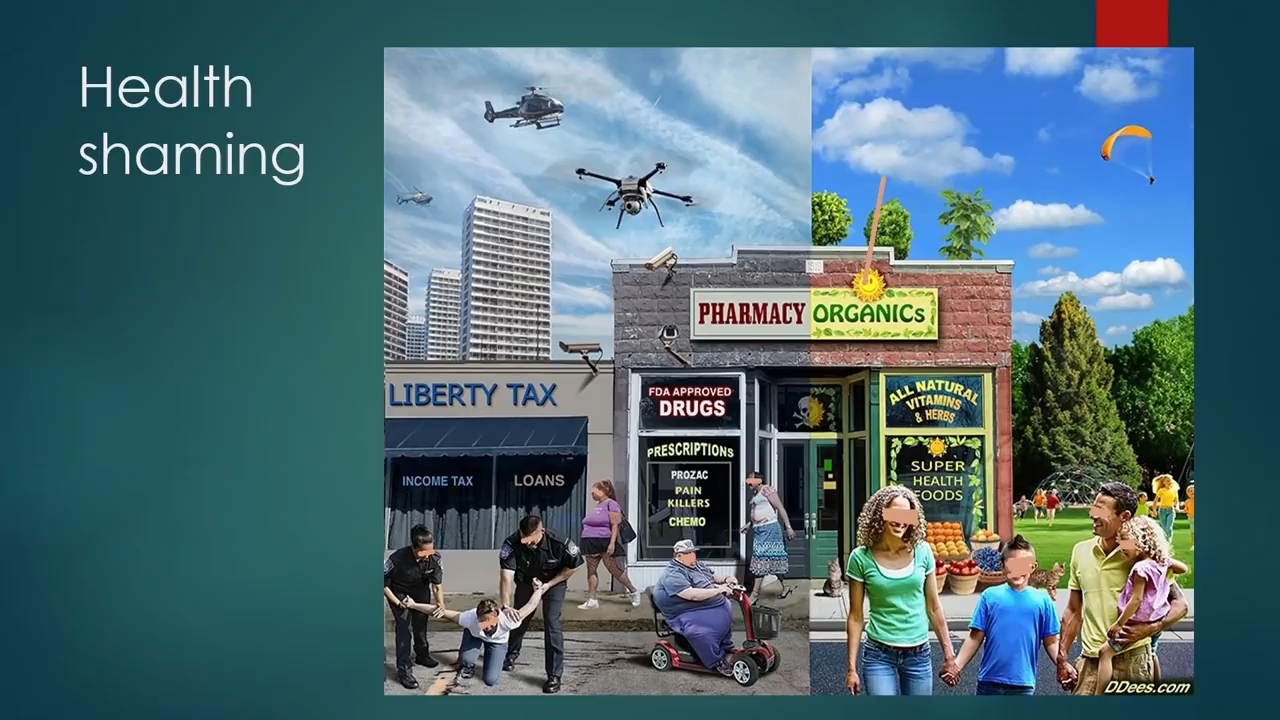 Health
shaming
PHARMACY ORGANICs
LIBERTY TAX
INCOME TAX LOANS
FDA APPROVED
DRUGS
PRESCRIPTIONS
PROZAC
PAIN
KILLERS
CHEMO
ALL NATURAL
VITAMINS
& HERBS
SUPER
HEALTH
FOODS
DDees.com